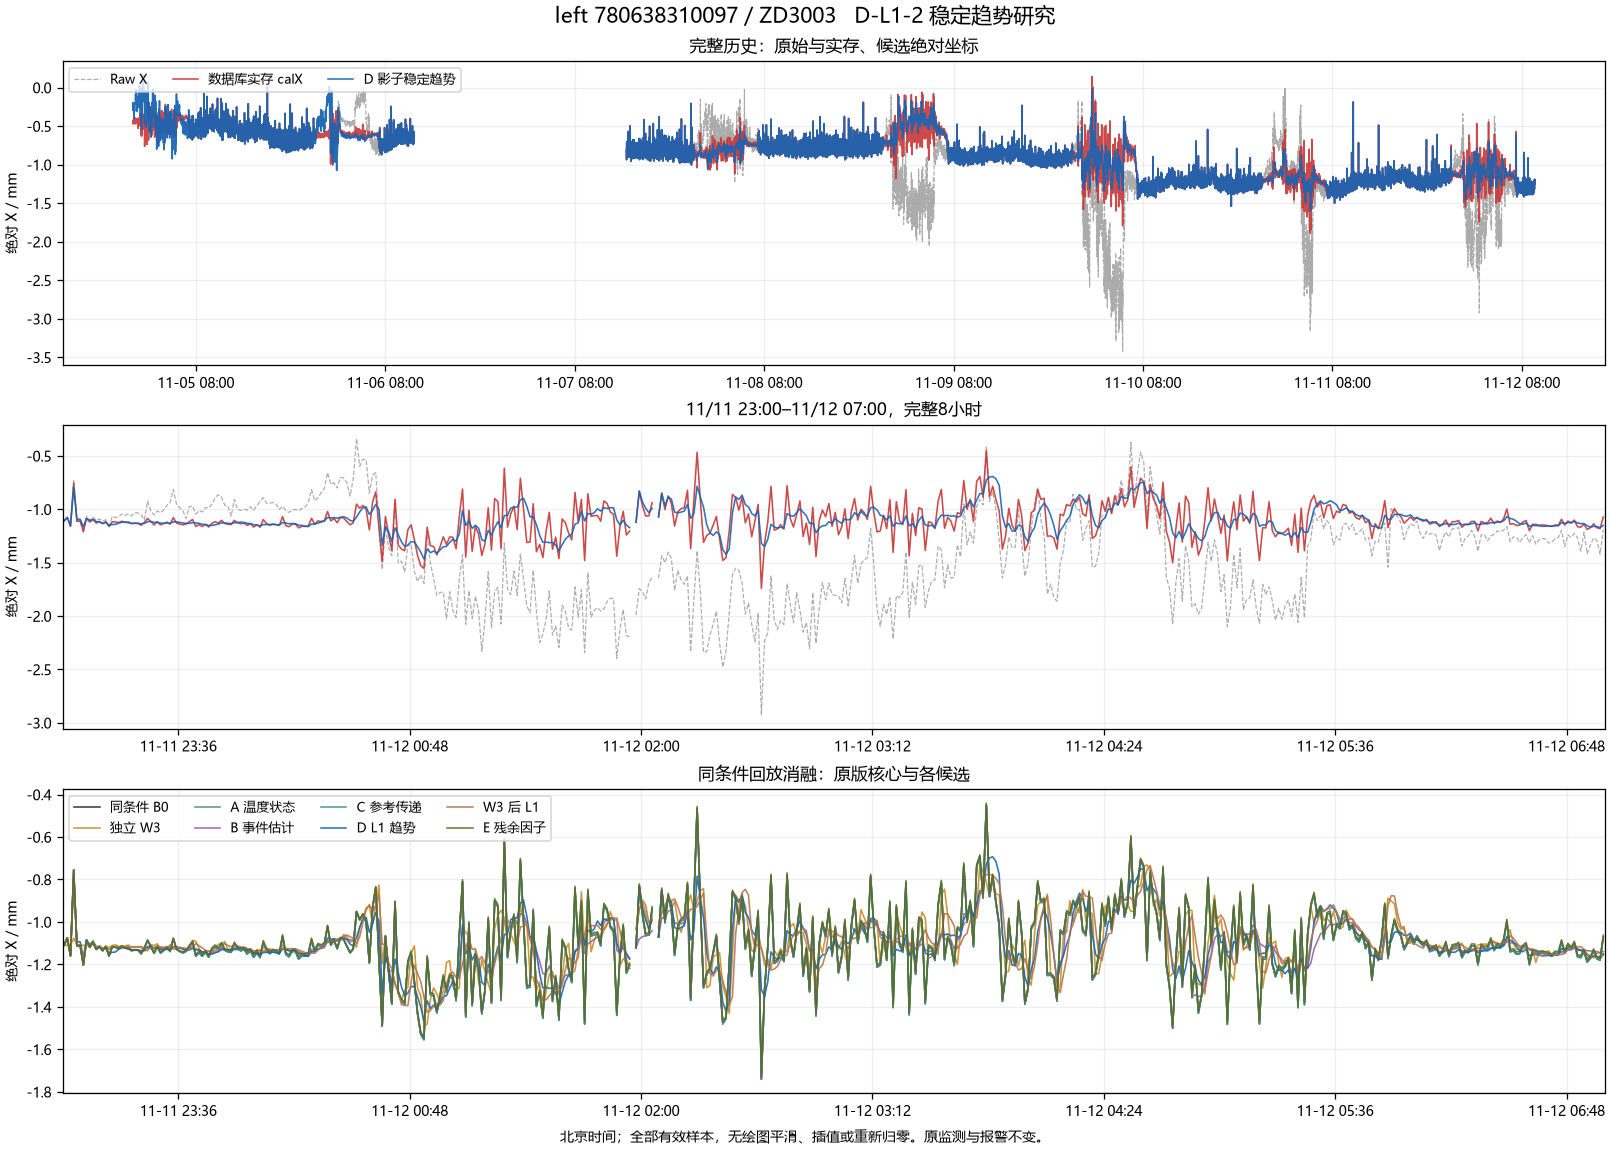 left 780638310097 / ZD3003   D-L1-2 稳定趋势研究
完整历史：原始与实存、候选绝对坐标
Raw X   数据库实存 calX   D 影子稳定趋势
绝对 X / mm
0.0
-0.5
-1.0
-1.5
-2.0
-2.5
-3.0
-3.5
11-05 08:00   11-06 08:00   11-07 08:00   11-08 08:00   11-09 08:00   11-10 08:00   11-11 08:00   11-12 08:00
11/11 23:00–11/12 07:00，完整8小时
绝对 X / mm
-0.5
-1.0
-1.5
-2.0
-2.5
-3.0
11-11 23:36   11-12 00:48   11-12 02:00   11-12 03:12   11-12 04:24   11-12 05:36   11-12 06:48
同条件回放消融：原版核心与各候选
同条件 B0   A 温度状态   C 参考传递   W3 后 L1
独立 W3   B 事件估计   D L1 趋势   E 残余因子
绝对 X / mm
-0.4
-0.6
-0.8
-1.0
-1.2
-1.4
-1.6
-1.8
11-11 23:36   11-12 00:48   11-12 02:00   11-12 03:12   11-12 04:24   11-12 05:36   11-12 06:48
北京时间；全部有效样本，无绘图平滑、插值或重新归零。原监测与报警不变。